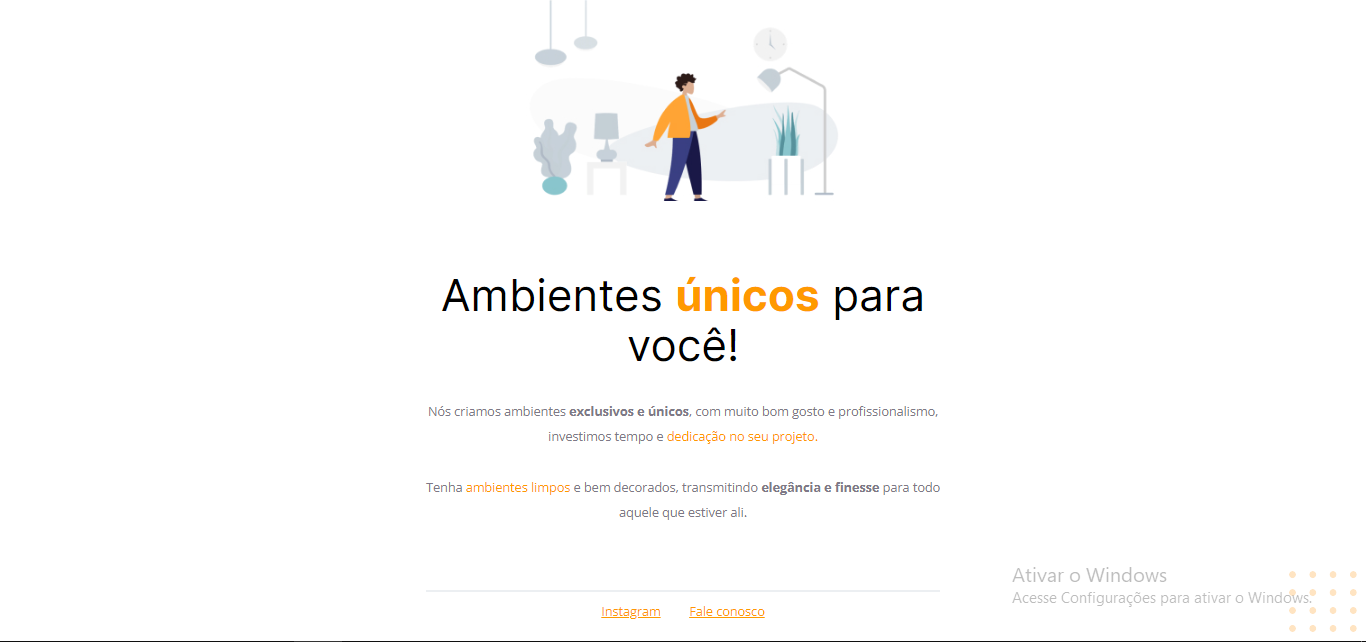 Ambientes únicos para
você!
Nós criamos ambientes exclusivos e únicos, com muito bom gosto e profissionalismo,
investimos tempo e dedicação no seu projeto.
Tenha ambientes limpos e bem decorados, transmitindo elegância e finesse para todo
aquele que estiver ali.
Ativar o Windows
Acesse Configurações para ativar o Windows.
Instagram Fale conosco